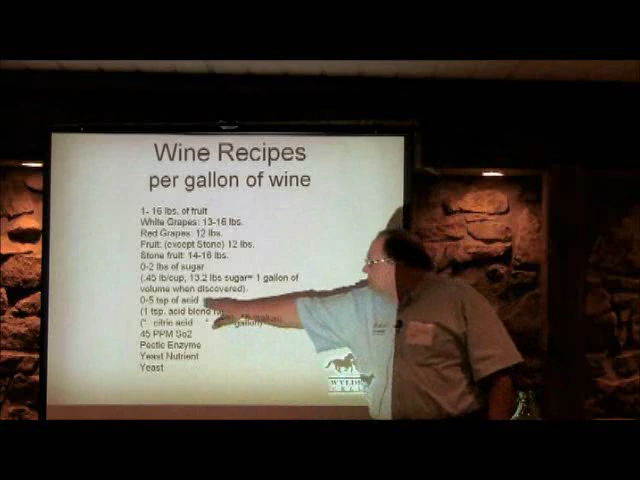 Wine Recipes
per gallon of wine
1- 16 lbs. of fruit
White Grapes: 13-16 lbs.
Red Grapes: 12 lbs.
Fruit: (except Stone) 12 lbs.
Stone fruit: 14-16 lbs.
0-2 lbs of sugar
(.45 lb/cup, 13.2 lbs sugar= 1 gallon of
volume when discovered).
0-5 tsp of acid
(1 tsp. acid blend
(" citric acid " gallon)
45 PPM So2
Pectic Enzyme
Yeast Nutrient
Yeast